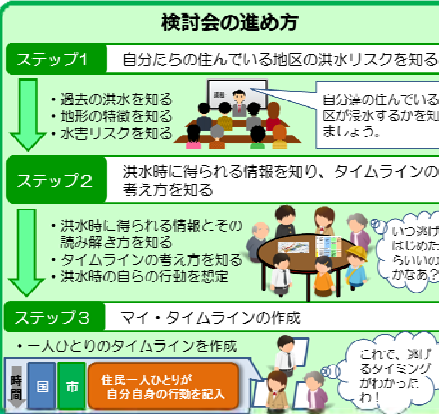 検討会の進め方
ステップ1
自分たちの住んでいる地区の洪水リスクを知る
・過去の洪水を知る
・地形の特徴を知る
・水害リスクを知る
自分達の住んでいる
区が浸水するかを知
ましょう。
ステップ2
洪水時に得られる情報を知り、タイムラインの
考え方を知る
・洪水時に得られる情報とその
読み解き方を知る
・タイムラインの考え方を知る
・洪水時の自らの行動を想定
いつ逃げ
はじめた
らいいの
かなあ?
ステップ3
マイ・タイムラインの作成
・一人ひとりのタイムラインを作成
時間
国
市
住民一人ひとりが
自分自身の行動を記入
これで、逃げ
るタイミング
がわかった
わ!